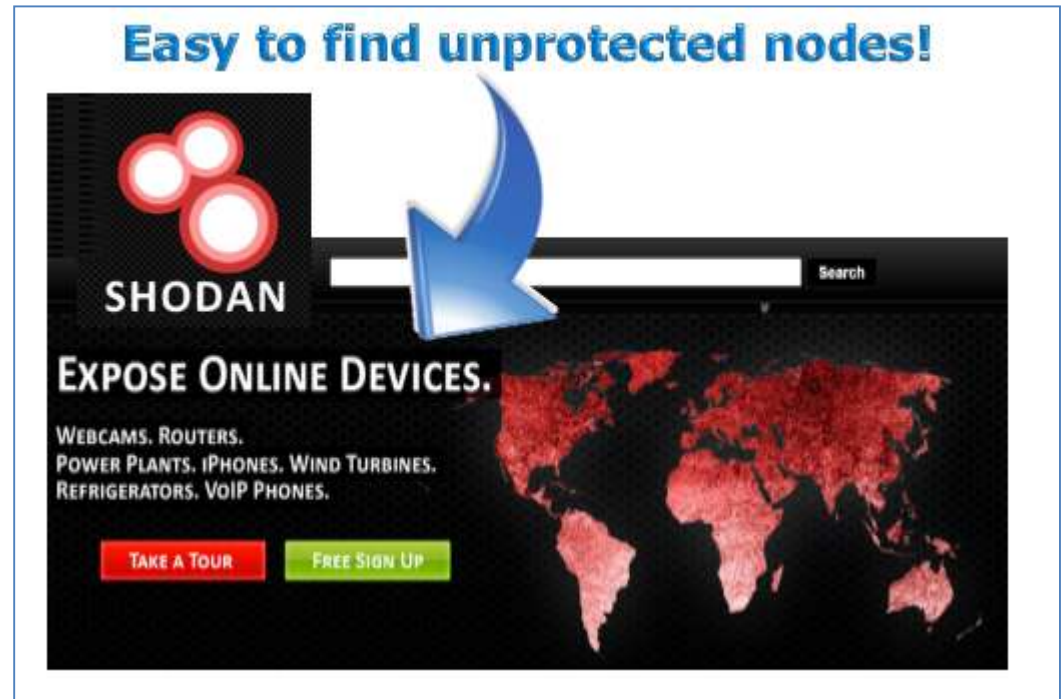 Easy to find unprotected nodes!
SHODAN
Search
EXPOSE ONLINE DEVICES.
WEBCAMS. ROUTERS.
POWER PLANTS. iPHONES. WIND TURBINES.
REFRIGERATORS. VOIP PHONES.
TAKE A TOUR
FREE SIGN UP